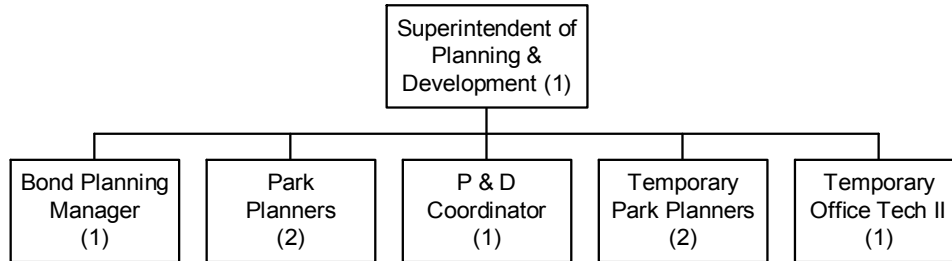 Superintendent of
Planning &
Development (1)
Bond Planning
Manager
(1)
Park
Planners
(2)
P & D
Coordinator
(1)
Temporary
Park Planners
(2)
Temporary
Office Tech II
(1)